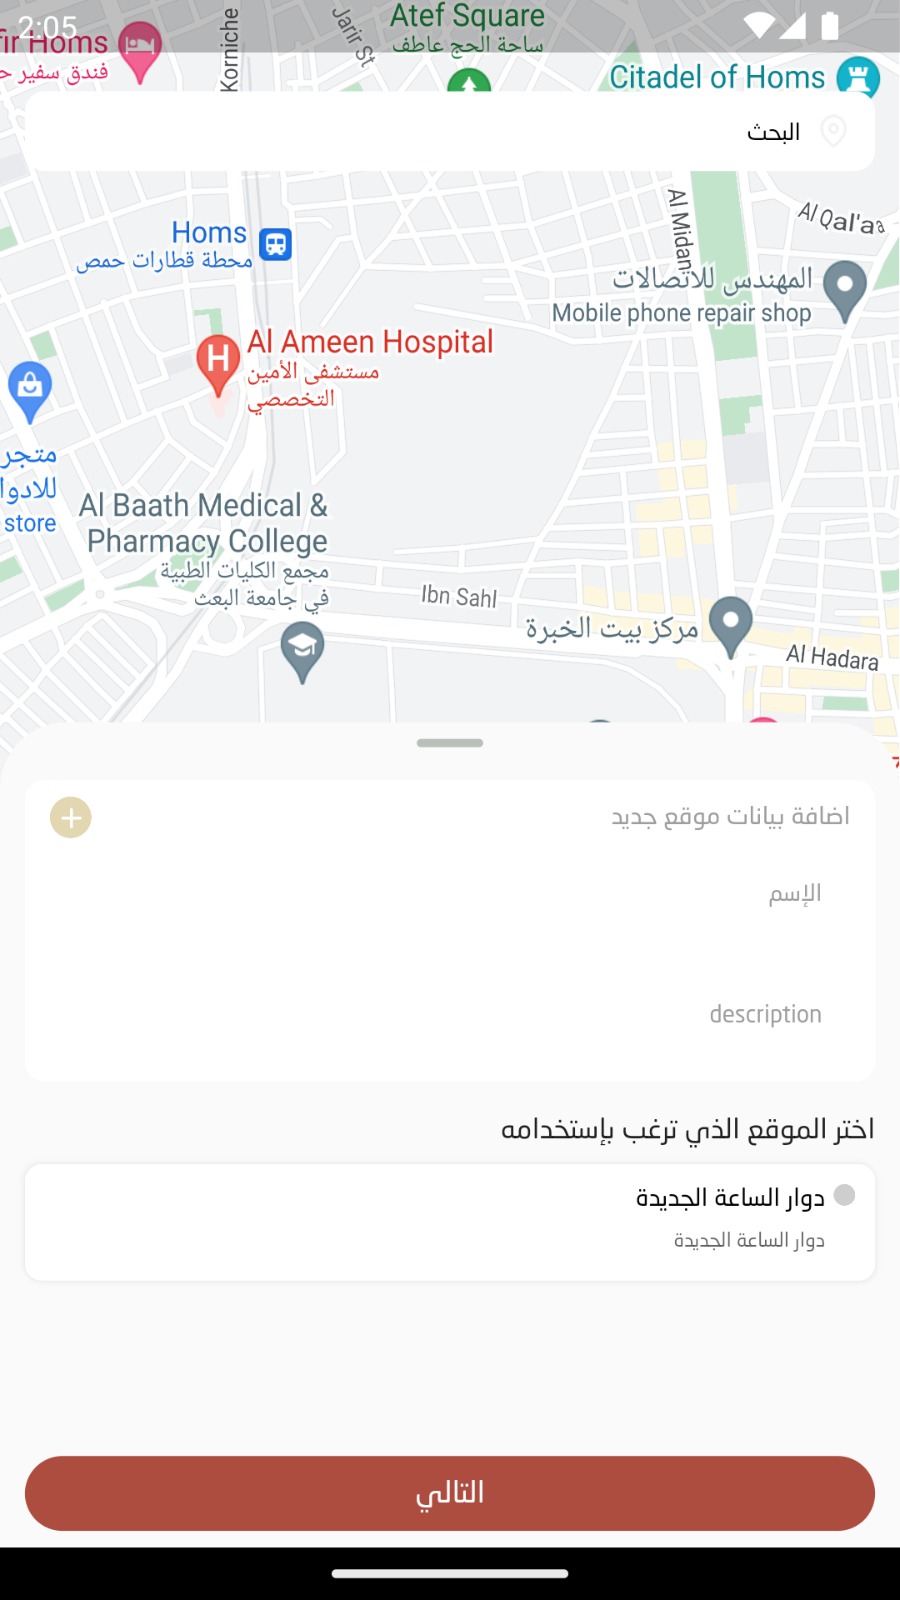 2:05
Atef Square
ساحة الحج عاطف
Jarir St
Korniche
Homs
فندق سفير
Citadel of Homs
البحث
Al Midan
Al Qal'a
Homs
محطة قطارات حمص
المهندس للاتصالات
Mobile phone repair shop
Al Ameen Hospital
مستشفى الأمين
التخصصي
متجر
للادوا
store
Al Baath Medical &
Pharmacy College
مجمع الكليات الطبية
في جامعة البعث
Ibn Sahl
مركز بيت الخبرة
Al Hadara
اضافة بيانات موقع جديد
الإسم
description
اختر الموقع الذي ترغب بإستخدامه
دوار الساعة الجديدة
دوار الساعة الجديدة
التالي